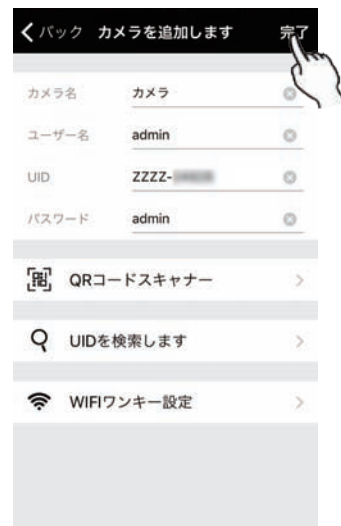 バック カメラを追加します 完了
カメラ名 カメラ
ユーザー名 admin
UID ZZZZ-
パスワード admin
QRコードスキャナー
UIDを検索します
WIFIワンキー設定